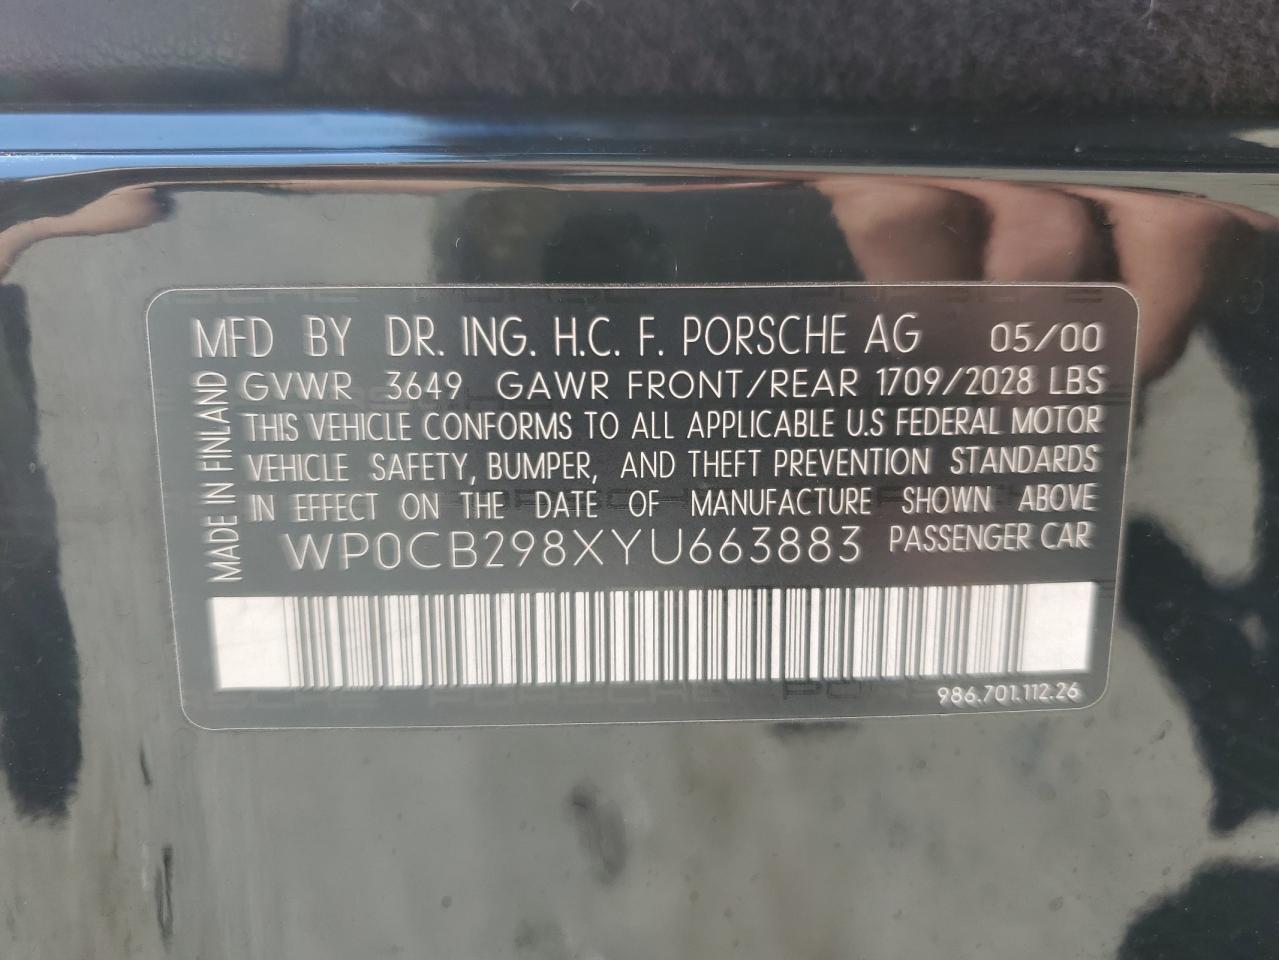 MFD BY DR. ING. H.C. F. PORSCHE AG 05/00
GVWR 3649 GAWR FRONT/REAR 1709/2028 LBS
THIS VEHICLE CONFORMS TO ALL APPLICABLE U.S FEDERAL MOTOR
VEHICLE SAFETY, BUMPER, AND THEFT PREVENTION STANDARDS
IN EFFECT ON THE DATE OF MANUFACTURE SHOWN ABOVE
WP0CB298XYU663883 PASSENGER CAR
MADE IN FINLAND
986.701.112.26